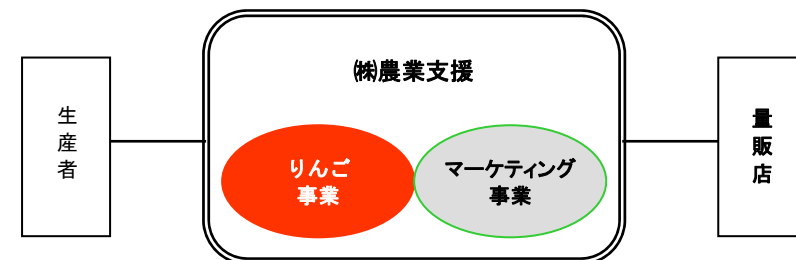 ㈱農業支援
生産者
りんご
事業
マーケティング
事業
量販店